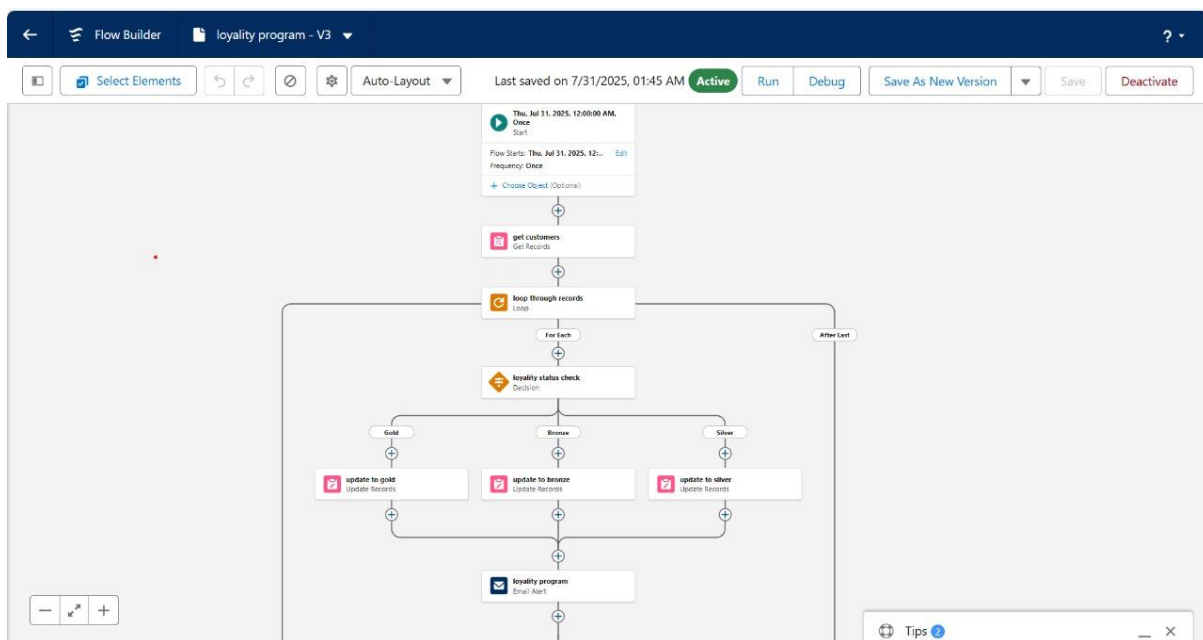 Flow Builder
loyality program - V3
?
Select Elements
Auto-Layout
Last saved on 7/31/2025, 01:45 AM
Active
Run
Debug
Save As New Version
Save
Deactivate
Thu, Jul 31, 2025, 12:00:00 AM,
Once
Start
Flow Starts: Thu, Jul 31, 2025, 12:...
Edit
Frequency: Once
+ Choose Object (Optional)
get customers
Get Records
loop through records
Loop
For Each
After Last
loyality status check
Decision
Gold
Bronze
Silver
update to gold
Update Records
update to bronze
Update Records
update to silver
Update Records
loyality program
Email Alert
Tips 2